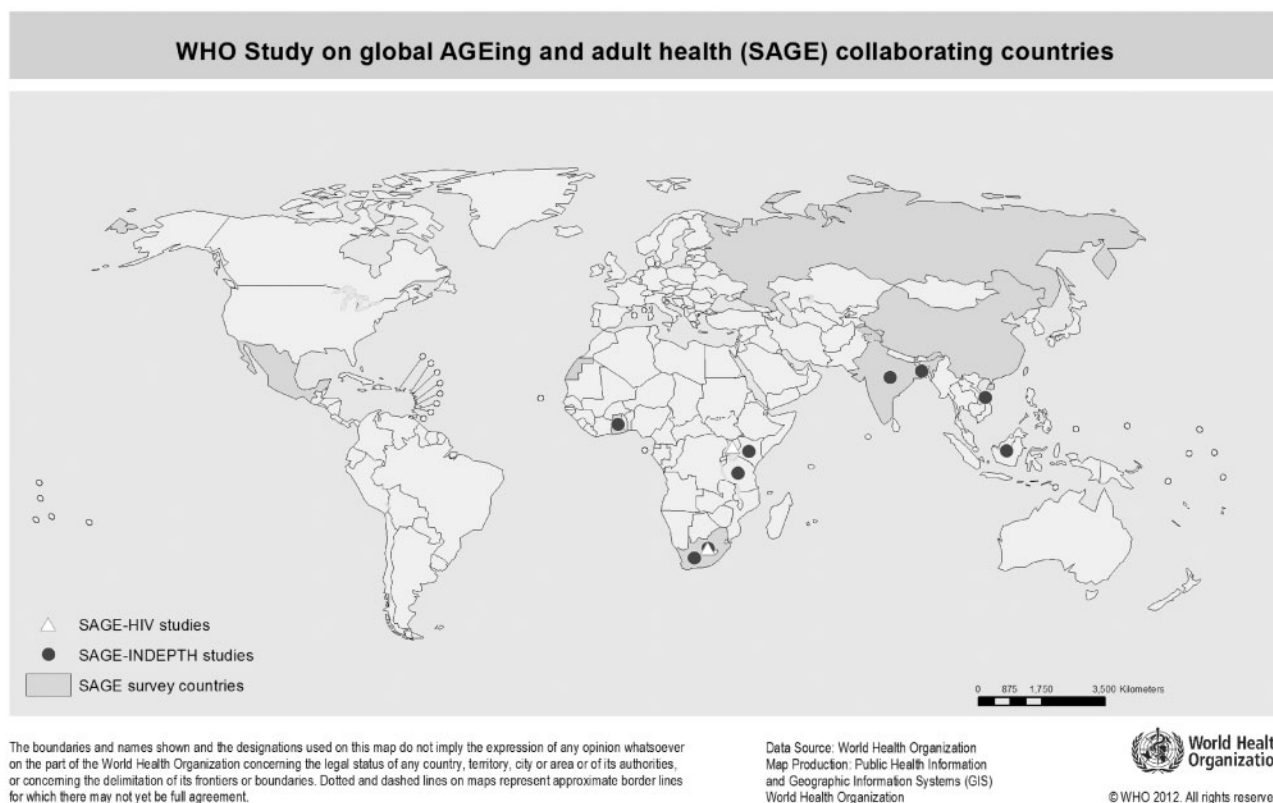 WHO Study on global AGEing and adult health (SAGE) collaborating countries
SAGE-HIV studies
SAGE-INDEPTH studies
SAGE survey countries
0 875 1,750 3,500 Kilometers
The boundaries and names shown and the designations used on this map do not imply the expression of any opinion whatsoever
on the part of the World Health Organization concerning the legal status of any country, territory, city or area or of its authorities,
or concerning the delimitation of its frontiers or boundaries. Dotted and dashed lines on maps represent approximate border lines
for which there may not yet be full agreement.
Data Source: World Health Organization
Map Production: Public Health Information
and Geographic Information Systems (GIS)
World Health Organization
World Healt
Organizatio
© WHO 2012. All rights reserve